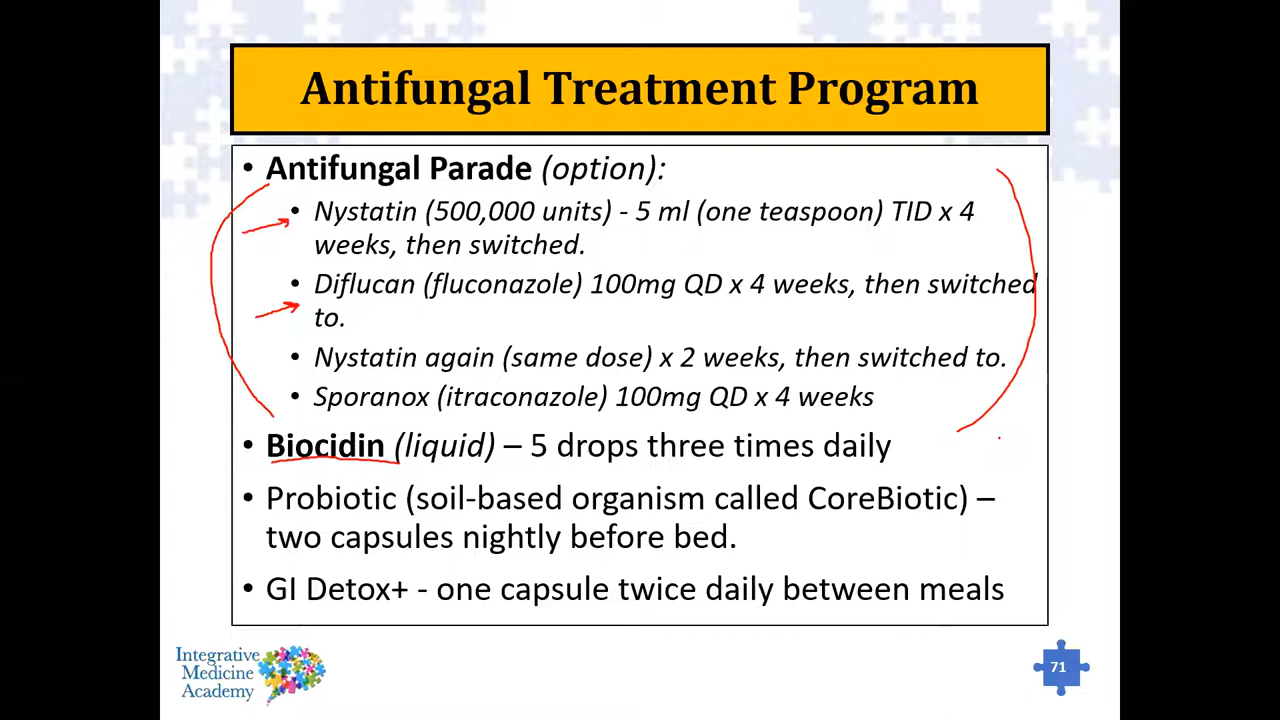 Antifungal Treatment Program
• Antifungal Parade (option):
• Nystatin (500,000 units) - 5 ml (one teaspoon) TID x 4
weeks, then switched.
• Diflucan (fluconazole) 100mg QD x 4 weeks, then switched
to.
• Nystatin again (same dose) x 2 weeks, then switched to.
• Sporanox (itraconazole) 100mg QD x 4 weeks
• Biocidin (liquid) – 5 drops three times daily
• Probiotic (soil-based organism called CoreBiotic) –
two capsules nightly before bed.
• GI Detox+ - one capsule twice daily between meals
Integrative
Medicine
Academy
71